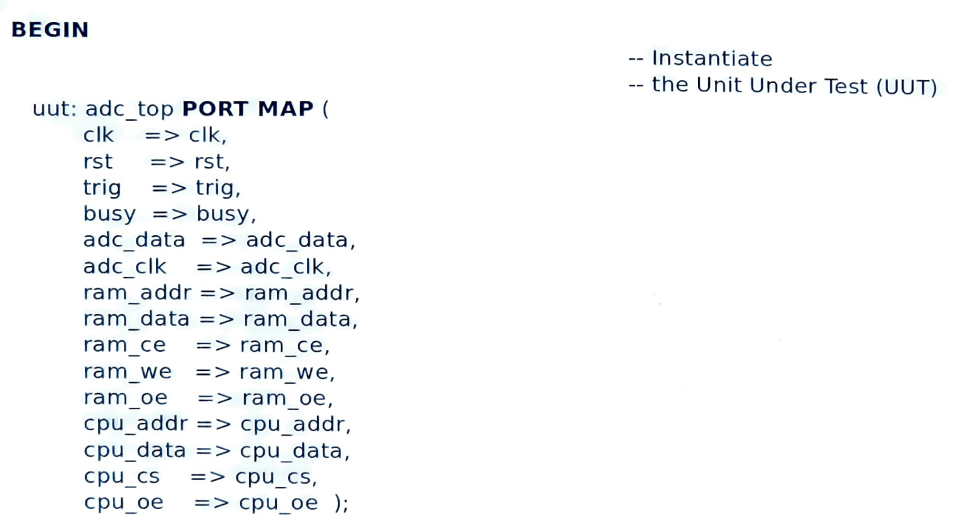 BEGIN
-- Instantiate
-- the Unit Under Test (UUT)
uut: adc_top PORT MAP (
clk => clk,
rst => rst,
trig => trig,
busy => busy,
adc_data => adc_data,
adc_clk => adc_clk,
ram_addr => ram_addr,
ram_data => ram_data,
ram_ce => ram_ce,
ram_we => ram_we,
ram_oe => ram_oe,
cpu_addr => cpu_addr,
cpu_data => cpu_data,
cpu_cs => cpu_cs,
cpu_oe => cpu_oe );